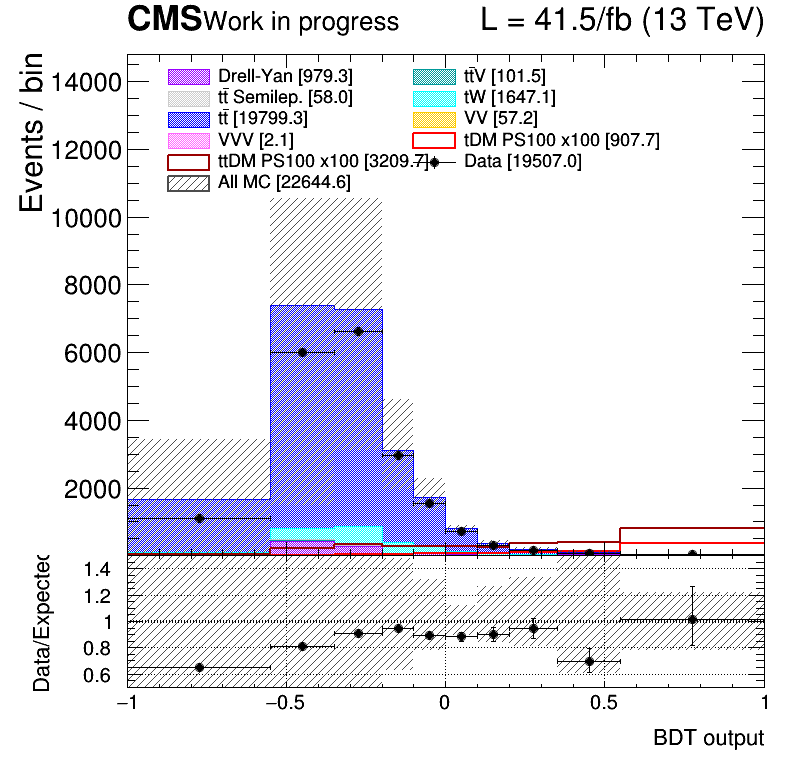 CMS Work in progress L = 41.5/fb (13 TeV)
Events / bin
14000
12000
10000
8000
6000
4000
2000
Drell-Yan [979.3]
tt̄V [101.5]
tt̄ Semilep. [58.0]
tW [1647.1]
tt̄ [19799.3]
VV [57.2]
VVV [2.1]
tDM PS100 x100 [907.7]
ttDM PS100 x100 [3209.7]
Data [19507.0]
All MC [22644.6]
Data/Expected
1.4
1.2
1
0.8
0.6
−1 −0.5 0 0.5 1
BDT output